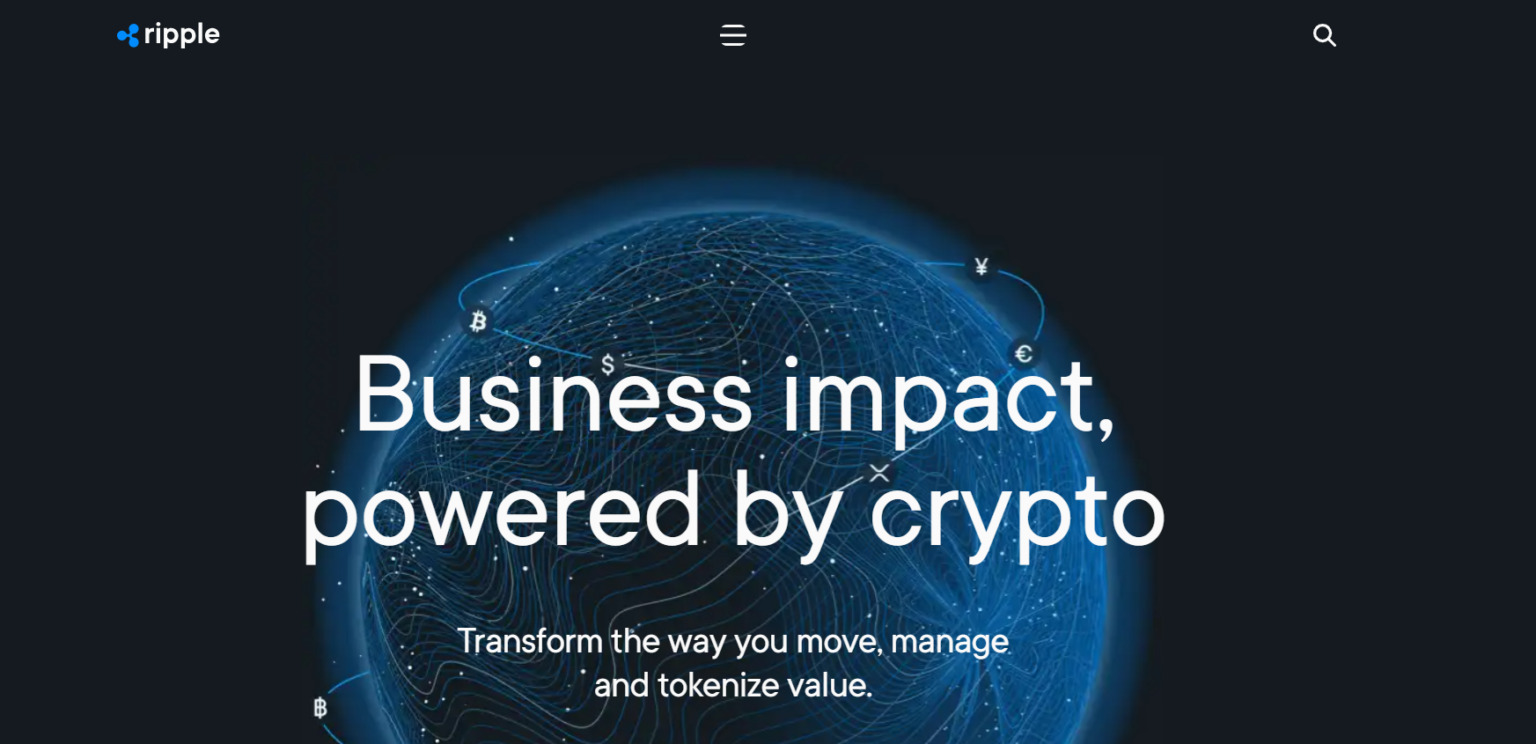 ripple
¥
₿
€
$
Business impact,
powered by crypto
Transform the way you move, manage
and tokenize value.
฿